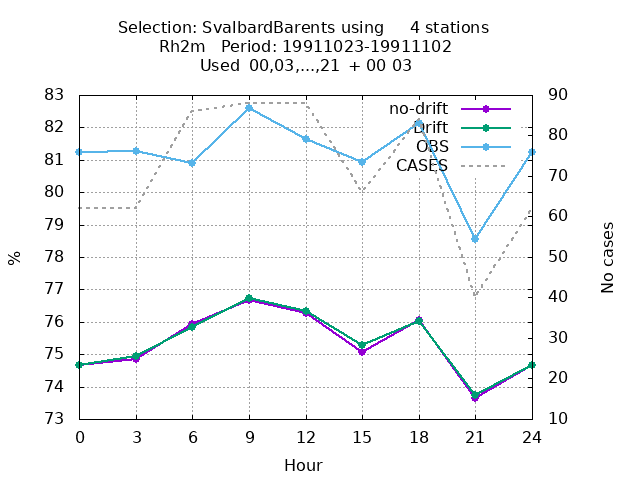 Selection: SvalbardBarents using 4 stations
Rh2m Period: 19911023-19911102
Used 00,03,...,21 + 00 03
83
82
81
80
79
78
77
76
75
74
73
90
80
70
60
50
40
30
20
10
no-drift
Drift
OBS
CASES
%
No cases
0 3 6 9 12 15 18 21 24
Hour